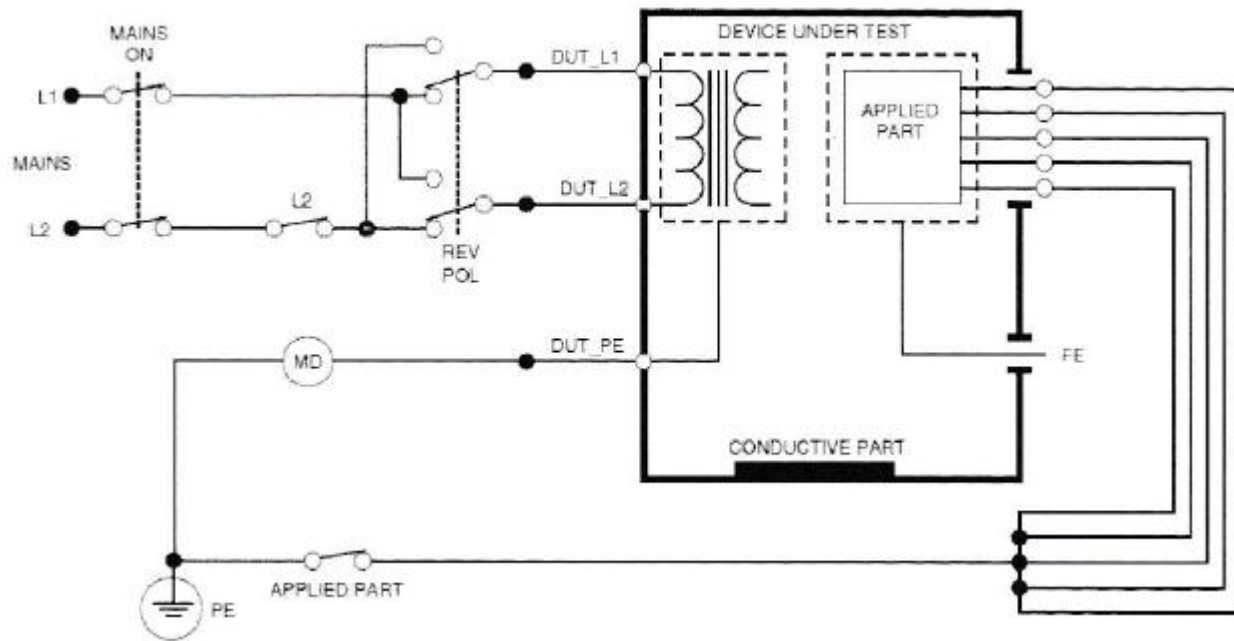 MAINS
ON
L1
MAINS
L2
L2
REV
POL
DUT_L1
DUT_L2
DEVICE UNDER TEST
APPLIED
PART
MD
DUT_PE
FE
CONDUCTIVE PART
APPLIED PART
PE